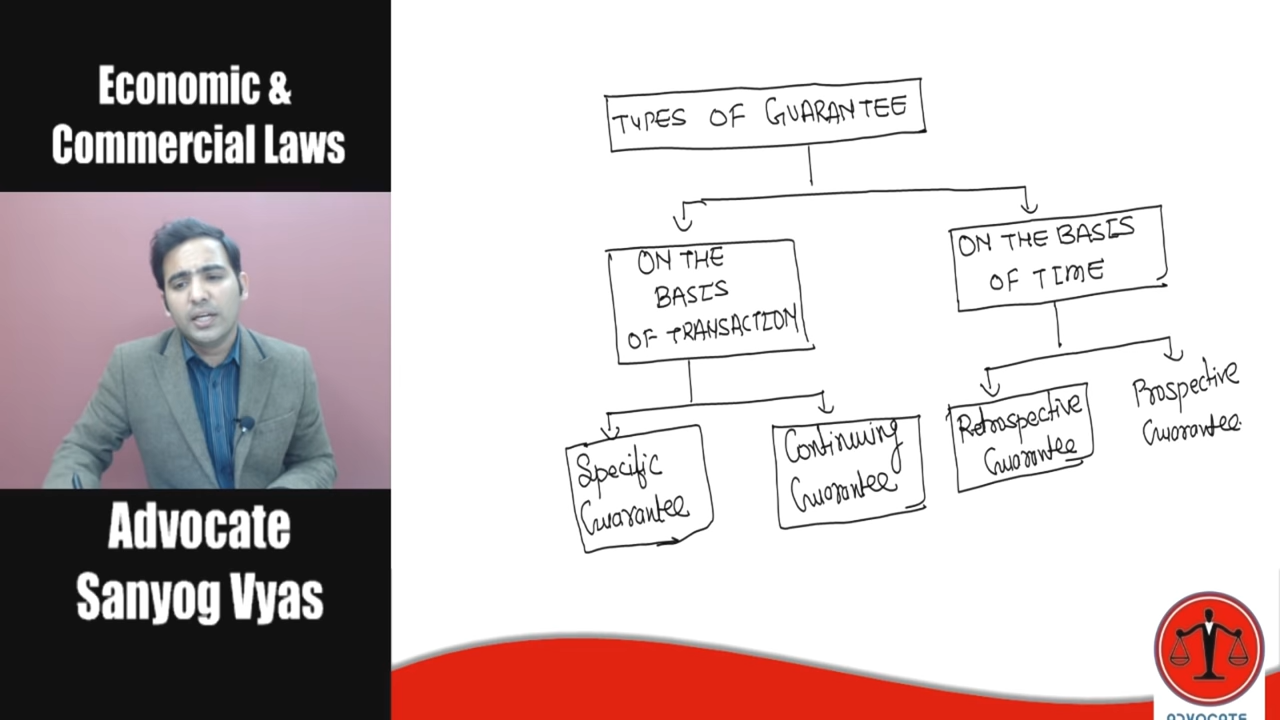 Economic &
Commercial Laws
Advocate
Sanyog Vyas
TYPES OF GUARANTEE
ON THE
BASIS
OF TRANSACTION
ON THE BASIS
OF TIME
Specific
Guarantee
Continuing
Guarantee
Retrospective
Guarantee
Prospective
Guarantee
ADVOCATE